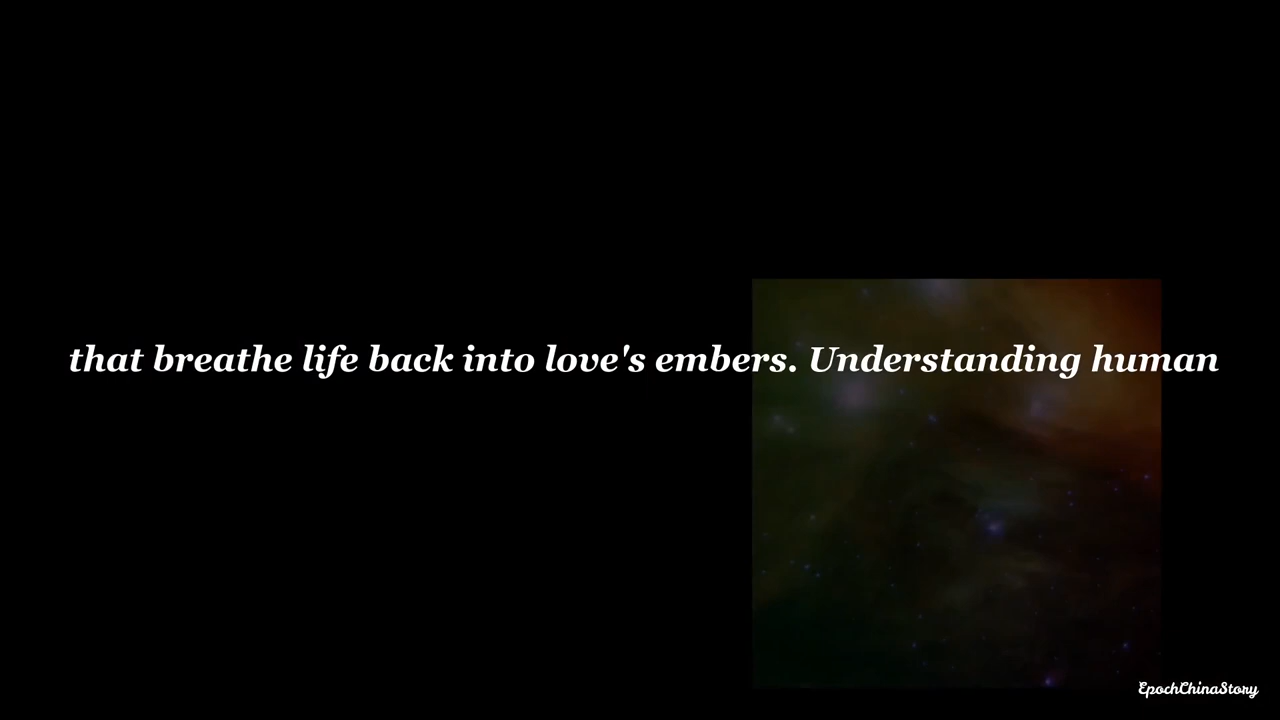 that breathe life back into love's embers. Understanding human
EpochChinaStory